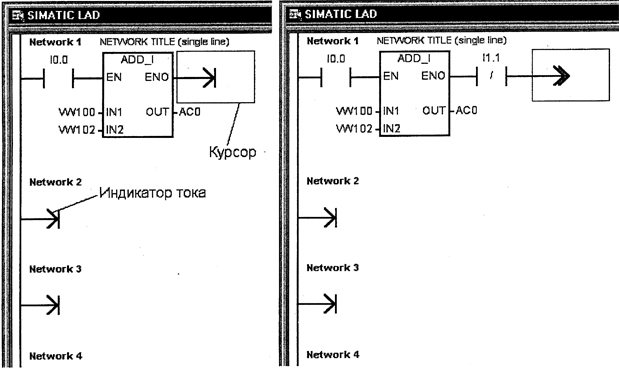 SIMATIC LAD
Network 1 NETWORK TITLE (single line)
I0.0 ADD_I
EN ENO
VW100 IN1 OUT AC0
VW102 IN2
Курсор
Network 2
Индикатор тока
Network 3
Network 4
SIMATIC LAD
Network 1 NETWORK TITLE (single line)
I0.0 ADD_I I1.1
EN ENO /
VW100 IN1 OUT AC0
VW102 IN2
Network 2
Network 3
Network 4